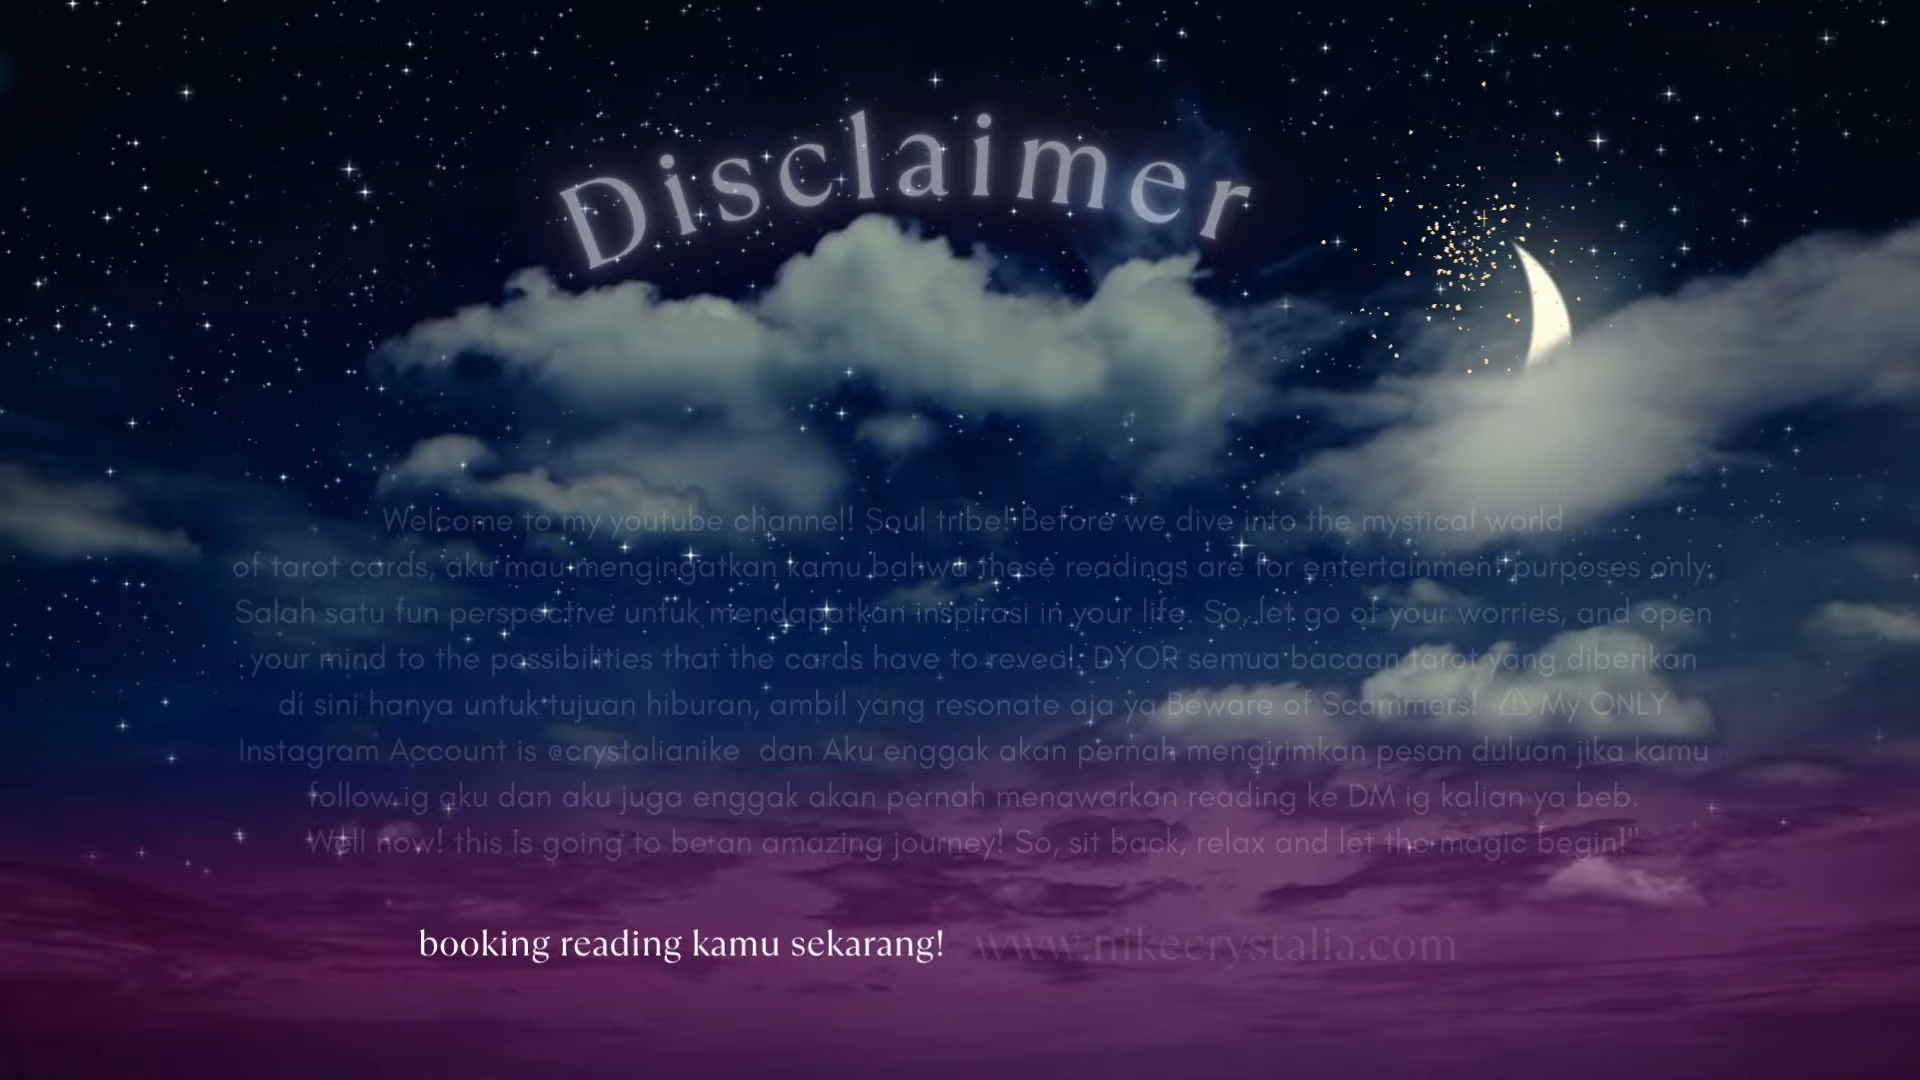 Disclaimer
Welcome to my youtube channel! Soul tribe! Before we dive into the mystical world
of tarot cards, aku mau mengingatkan kamu bahwa these readings are for entertainment purposes only.
Salah satu fun perspective untuk mendapatkan inspirasi in your life. So, let go of your worries, and open
your mind to the possibilities that the cards have to reveal. DYOR semua bacaan tarot yang diberikan
di sini hanya untuk tujuan hiburan, ambil yang resonate aja ya Beware of Scammers! ⚠ My ONLY
Instagram Account is @crystalianike dan Aku enggak akan pernah mengirimkan pesan duluan jika kamu
follow ig aku dan aku juga enggak akan pernah menawarkan reading ke DM ig kalian ya beb.
Well now! this is going to be an amazing journey! So, sit back, relax and let the magic begin!"
booking reading kamu sekarang! www.nikecrystalia.com